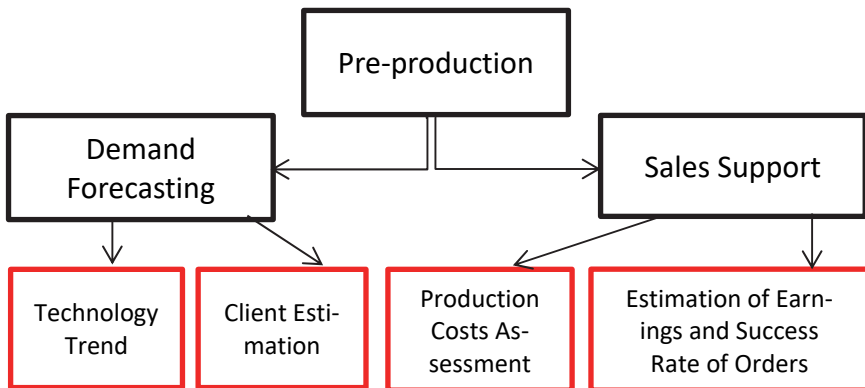 Pre-production
Demand
Forecasting
Sales Support
Technology
Trend
Client Esti-
mation
Production
Costs As-
sessment
Estimation of Earn-
ings and Success
Rate of Orders